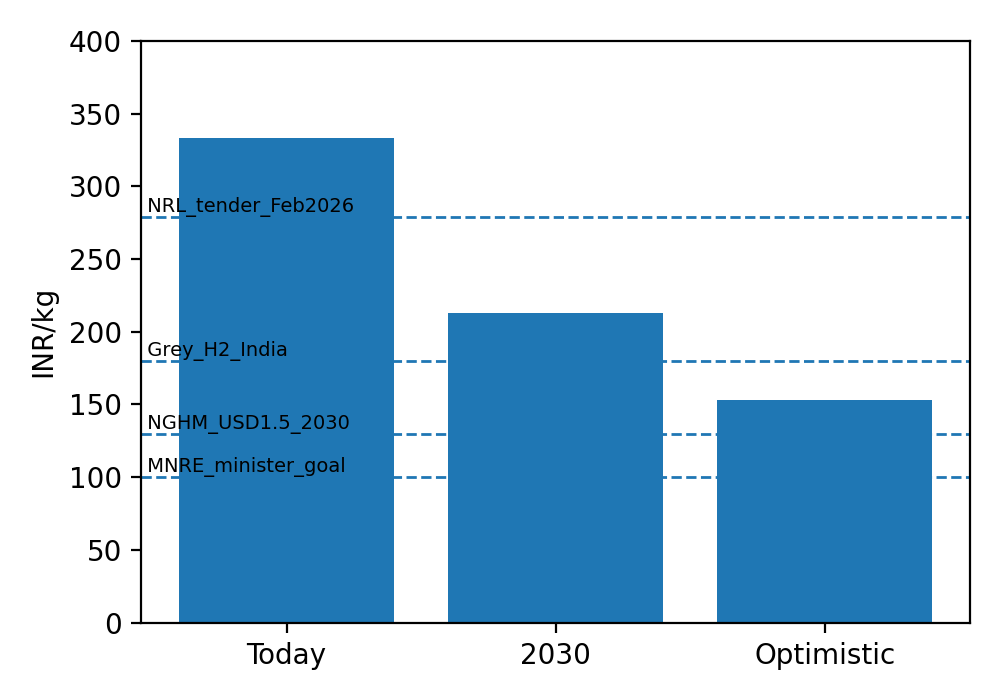 400
350
300
NRL_tender_Feb2026
250
200
Grey_H2_India
150
NGHM_USD1.5_2030
MNRE_minister_goal
100
50
0
INR/kg
Today
2030
Optimistic